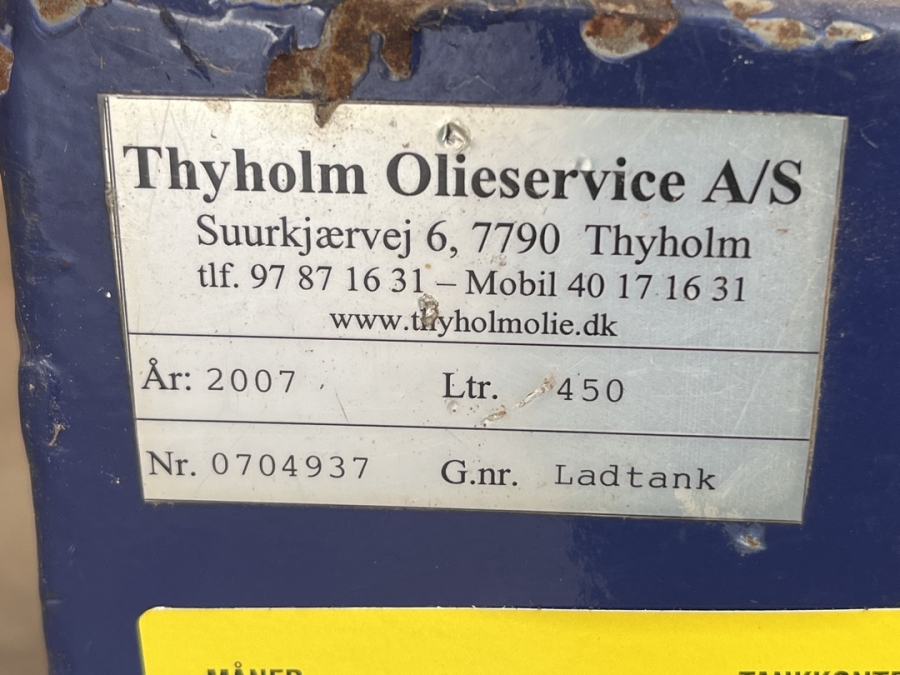 Thyholm Olieservice A/S
Suurkjærvej 6, 7790 Thyholm
tlf. 97 87 16 31 – Mobil 40 17 16 31
www.thyholmolie.dk
År: 2007 Ltr. 450
Nr. 0704937 G.nr. Ladtank